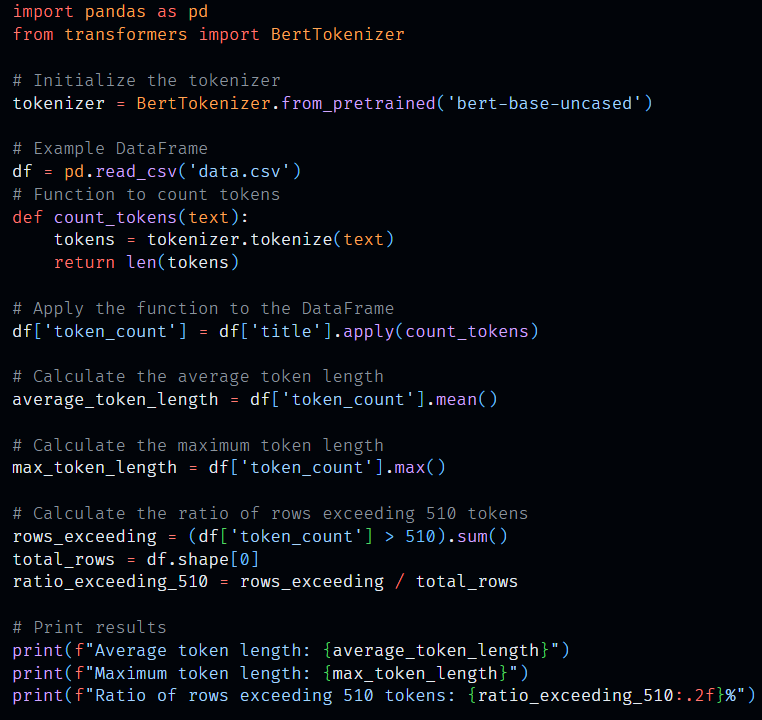 import pandas as pd
from transformers import BertTokenizer

# Initialize the tokenizer
tokenizer = BertTokenizer.from_pretrained('bert-base-uncased')

# Example DataFrame
df = pd.read_csv('data.csv')
# Function to count tokens
def count_tokens(text):
    tokens = tokenizer.tokenize(text)
    return len(tokens)

# Apply the function to the DataFrame
df['token_count'] = df['title'].apply(count_tokens)

# Calculate the average token length
average_token_length = df['token_count'].mean()

# Calculate the maximum token length
max_token_length = df['token_count'].max()

# Calculate the ratio of rows exceeding 510 tokens
rows_exceeding = (df['token_count'] > 510).sum()
total_rows = df.shape[0]
ratio_exceeding_510 = rows_exceeding / total_rows

# Print results
print(f"Average token length: {average_token_length}")
print(f"Maximum token length: {max_token_length}")
print(f"Ratio of rows exceeding 510 tokens: {ratio_exceeding_510:.2f}%")